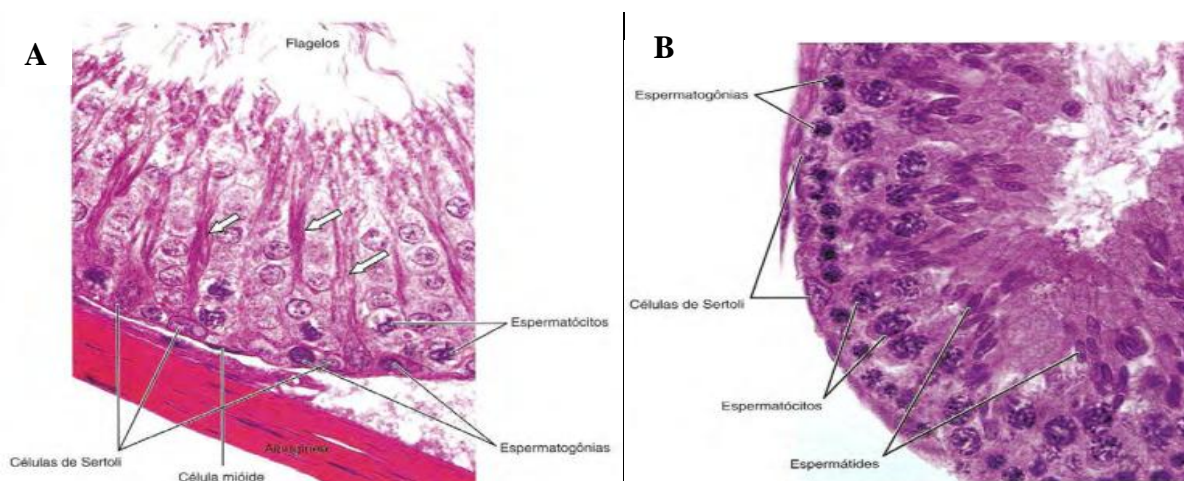 A
Flagelos
Espermatócitos
Espermatogônias
Células de Sertoli
Célula mióide
B
Espermatogônias
Células de Sertoli
Espermatócitos
Espermátides